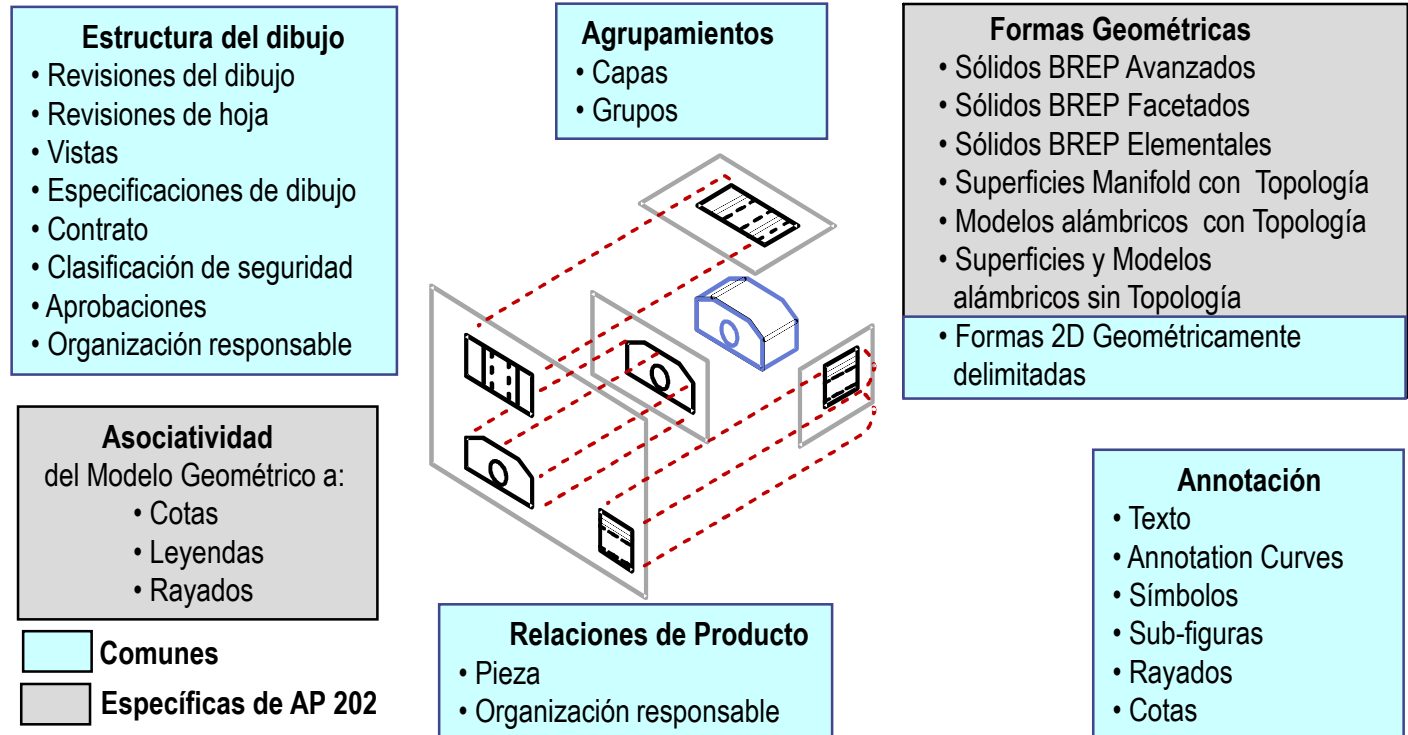 Estructura del dibujo
• Revisiones del dibujo
• Revisiones de hoja
• Vistas
• Especificaciones de dibujo
• Contrato
• Clasificación de seguridad
• Aprobaciones
• Organización responsable
Agrupamientos
• Capas
• Grupos
Formas Geométricas
• Sólidos BREP Avanzados
• Sólidos BREP Facetados
• Sólidos BREP Elementales
• Superficies Manifold con Topología
• Modelos alámbricos con Topología
• Superficies y Modelos
alámbricos sin Topología
• Formas 2D Geométricamente
delimitadas
Asociatividad
del Modelo Geométrico a:
• Cotas
• Leyendas
• Rayados
Comunes
Específicas de AP 202
Relaciones de Producto
• Pieza
• Organización responsable
Annotación
• Texto
• Annotation Curves
• Símbolos
• Sub-figuras
• Rayados
• Cotas